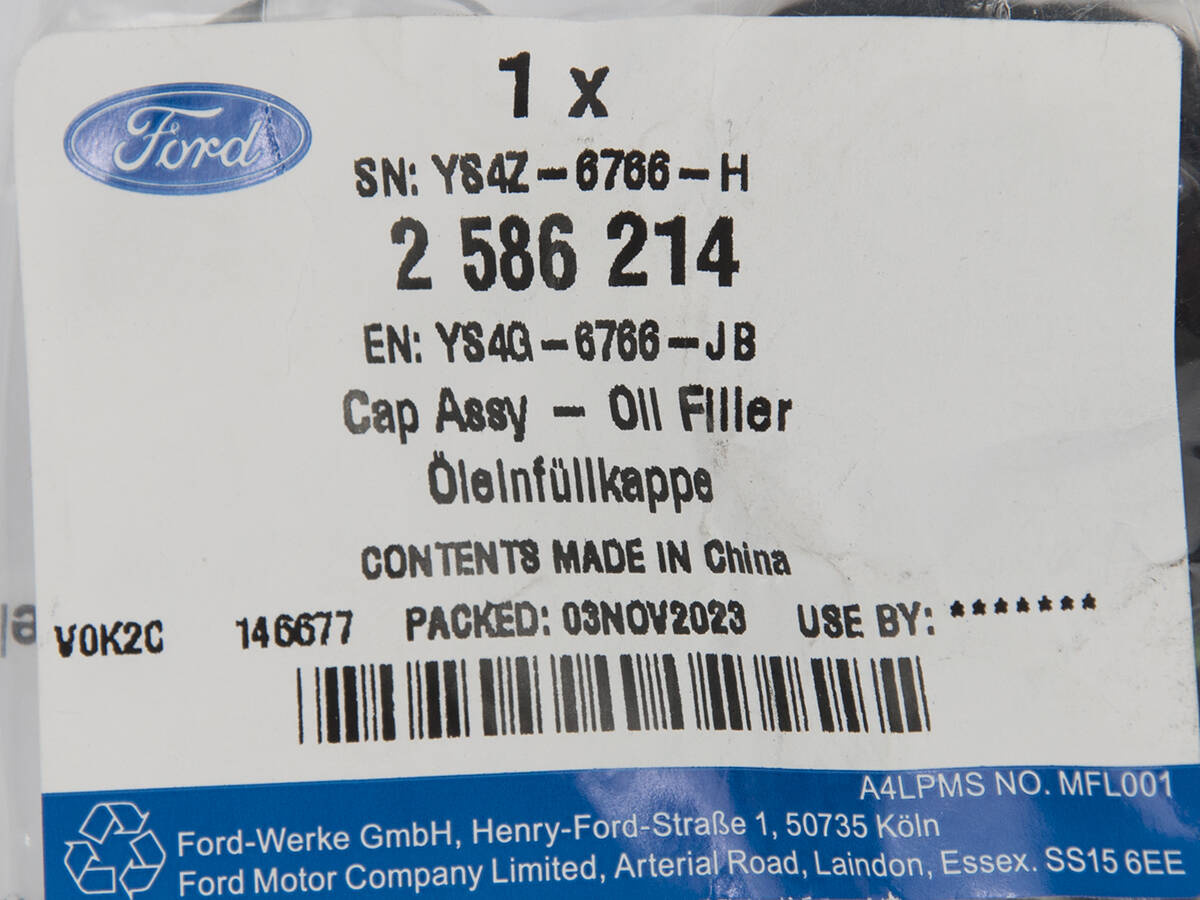 Ford
1 x
SN: YS4Z-6766-H
2 586 214
EN: YS4G-6766-JB
Cap Assy - Oil Filler
Öleinfüllkappe
CONTENTS MADE IN China
V0K2C 146677 PACKED: 03NOV2023 USE BY: *******
A4LPMS NO. MFL001
Ford-Werke GmbH, Henry-Ford-Straße 1, 50735 Köln
Ford Motor Company Limited, Arterial Road, Laindon, Essex. SS15 6EE